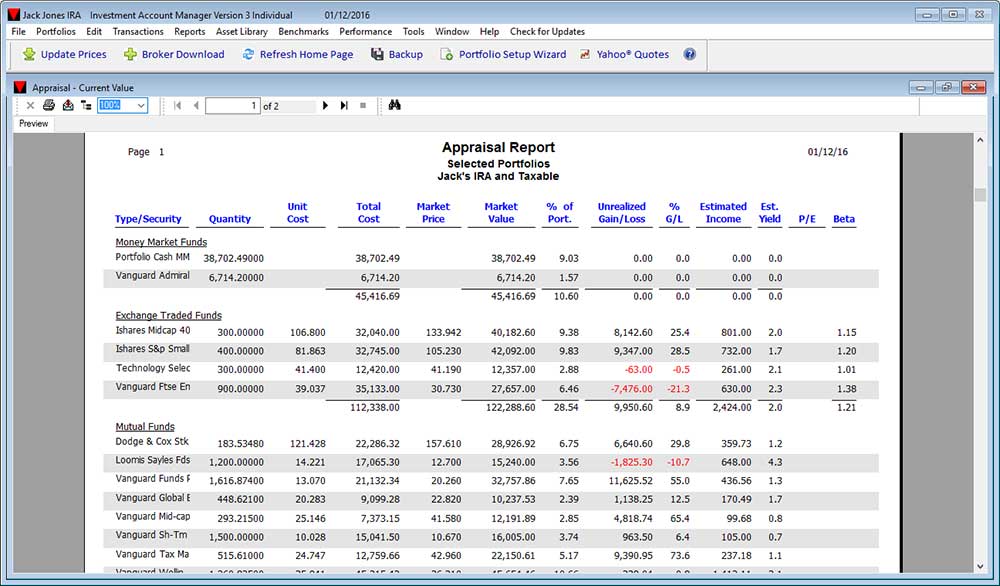 Jack Jones IRA Investment Account Manager Version 3 Individual 01/12/2016
File Portfolios Edit Transactions Reports Asset Library Benchmarks Performance Tools Window Help Check for Updates
Update Prices Broker Download Refresh Home Page Backup Portfolio Setup Wizard Yahoo® Quotes
Appraisal - Current Value
100% 1 of 2
Preview
Page 1 Appraisal Report 01/12/16
Selected Portfolios
Jack's IRA and Taxable
Unit Total Market Market % of Unrealized % Estimated Est.
Type/Security Quantity Cost Cost Price Value Port. Gain/Loss G/L Income Yield P/E Beta
Money Market Funds
Portfolio Cash MM 38,702.49000 38,702.49 38,702.49 9.03 0.00 0.0 0.00 0.0
Vanguard Admiral 6,714.20000 6,714.20 6,714.20 1.57 0.00 0.0 0.00 0.0
45,416.69 45,416.69 10.60 0.00 0.0 0.00 0.0
Exchange Traded Funds
Ishares Midcap 40 300.00000 106.800 32,040.00 133.942 40,182.60 9.38 8,142.60 25.4 801.00 2.0 1.15
Ishares S&p Small 400.00000 81.863 32,745.00 105.230 42,092.00 9.83 9,347.00 28.5 732.00 1.7 1.20
Technology Selec 300.00000 41.400 12,420.00 41.190 12,357.00 2.88 -63.00 -0.5 261.00 2.1 1.01
Vanguard Ftse En 900.00000 39.037 35,133.00 30.730 27,657.00 6.46 -7,476.00 -21.3 630.00 2.3 1.38
112,338.00 122,288.60 28.54 9,950.60 8.9 2,424.00 2.0 1.21
Mutual Funds
Dodge & Cox Stk 183.53480 121.428 22,286.32 157.610 28,926.92 6.75 6,640.60 29.8 359.73 1.2
Loomis Sayles Fds 1,200.00000 14.221 17,065.30 12.700 15,240.00 3.56 -1,825.30 -10.7 648.00 4.3
Vanguard Funds 1,616.87400 13.070 21,132.34 20.260 32,757.86 7.65 11,625.52 55.0 436.56 1.3
Vanguard Global 448.62100 20.283 9,099.28 22.820 10,237.53 2.39 1,138.25 12.5 170.49 1.7
Vanguard Mid-cap 293.21500 25.146 7,373.15 41.580 12,191.89 2.85 4,818.74 65.4 99.68 0.8
Vanguard Sh-Tm 1,500.00000 10.028 15,041.50 10.670 16,005.00 3.74 963.50 6.4 105.00 0.7
Vanguard Tax Ma 515.61000 24.747 12,759.66 42.960 22,150.61 5.17 9,390.95 73.6 237.18 1.1